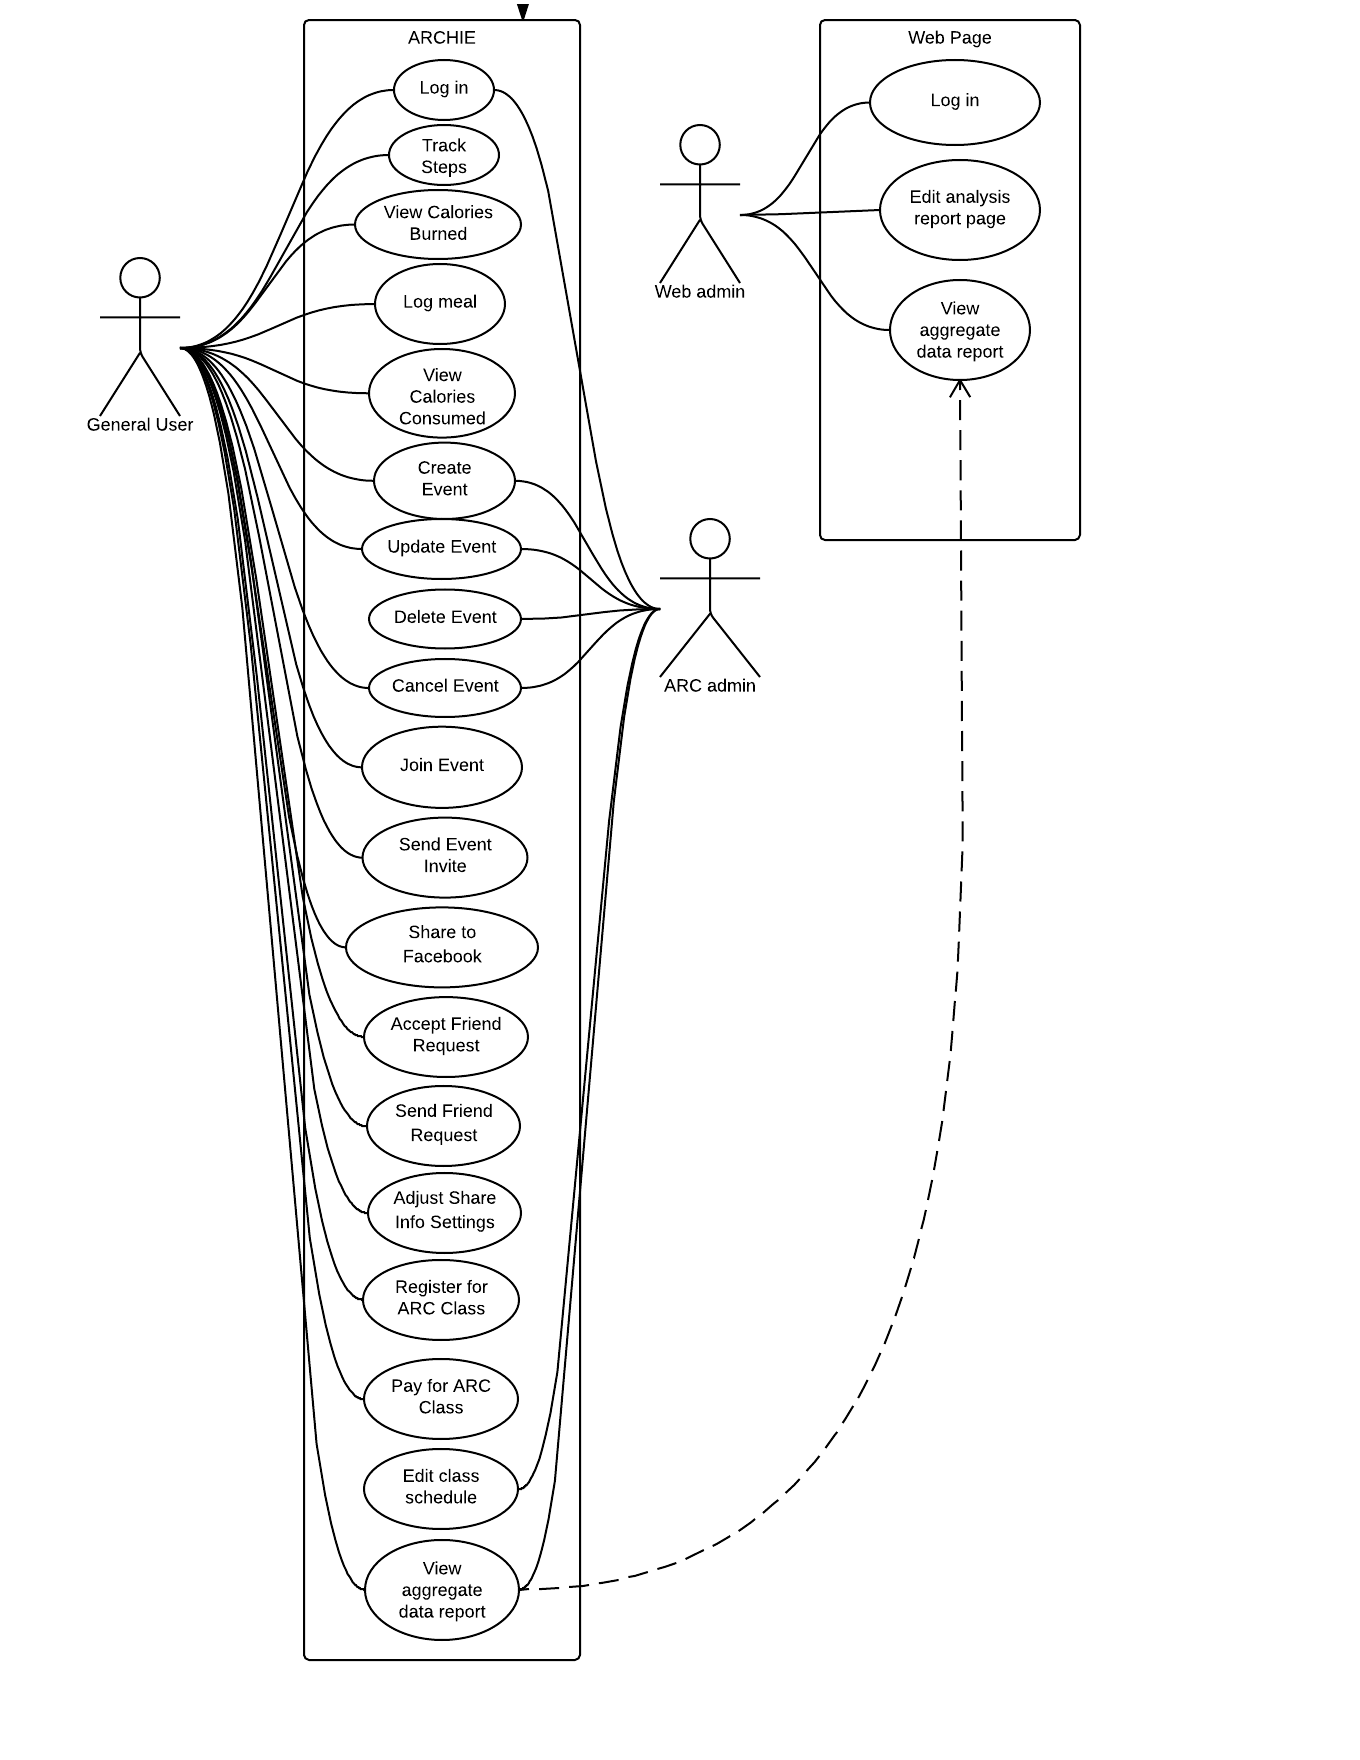 ARCHIE
Log in
Track
Steps
View Calories
Burned
Log meal
View
Calories
Consumed
Create
Event
Update Event
Delete Event
Cancel Event
Join Event
Send Event
Invite
Share to
Facebook
Accept Friend
Request
Send Friend
Request
Adjust Share
Info Settings
Register for
ARC Class
Pay for ARC
Class
Edit class
schedule
View
aggregate
data report
General User
Web admin
ARC admin
Web Page
Log in
Edit analysis
report page
View
aggregate
data report